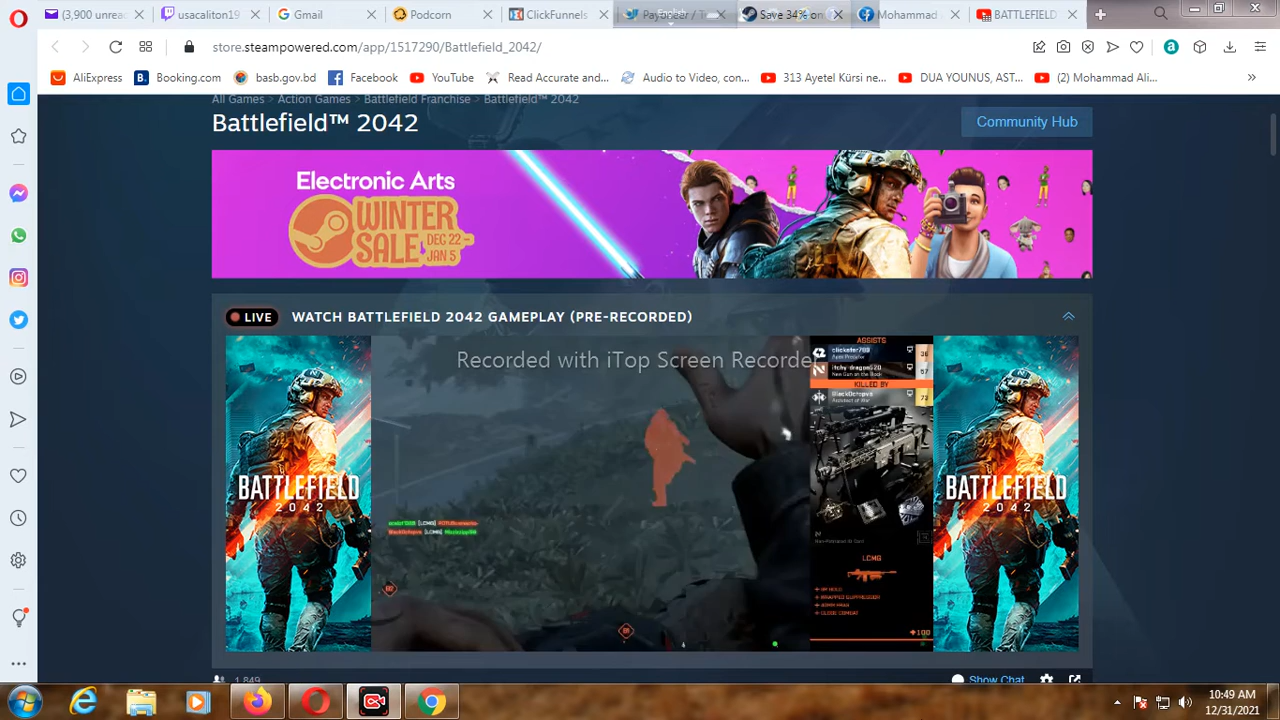 (3,900 unrea
usacaliton19
Gmail
Podcorn
ClickFunnels
English
Save 34% on
Mohammad
BATTLEFIELD
store.steampowered.com/app/1517290/Battlefield_2042/
AliExpress
Booking.com
basb.gov.bd
Facebook
YouTube
Read Accurate and...
Audio to Video, con...
313 Ayetel Kürsi ne...
DUA YOUNUS, AST...
(2) Mohammad Ali...
All Games > Action Games > Battlefield Franchise > Battlefield™ 2042
Battlefield™ 2042
Community Hub
Electronic Arts
WINTER
SALE
DEC 22 –
JAN 5
LIVE
WATCH BATTLEFIELD 2042 GAMEPLAY (PRE-RECORDED)
Recorded with iTop Screen Recorder
ASSISTS
KILLED BY
LCMG
100
BATTLEFIELD
2042
BATTLEFIELD
2042
1,849
Show Chat
10:49 AM
12/31/2021